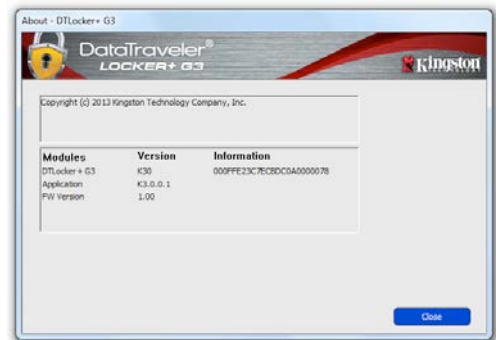 About - DTLocker+ G3
DataTraveler®
LOCKER+ G3
Kingston
Copyright (c) 2013 Kingston Technology Company, Inc.
Modules Version Information
DTLocker + G3 K30 000FFE23C7ECBDC0A0000078
Application K3.0.0.1
FW Version 1.00
Close